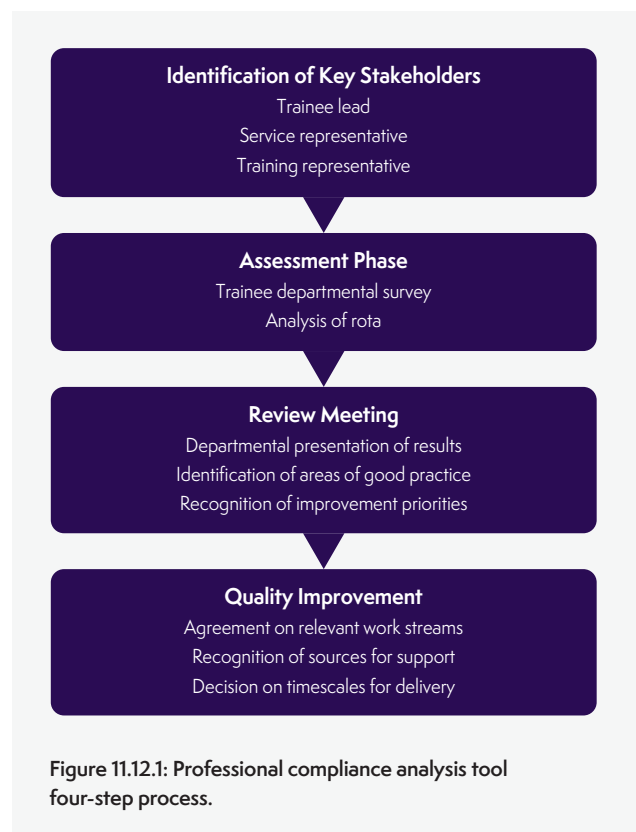 Identification of Key Stakeholders
Trainee lead
Service representative
Training representative
Assessment Phase
Trainee departmental survey
Analysis of rota
Review Meeting
Departmental presentation of results
Identification of areas of good practice
Recognition of improvement priorities
Quality Improvement
Agreement on relevant work streams
Recognition of sources for support
Decision on timescales for delivery
Figure 11.12.1: Professional compliance analysis tool
four-step process.